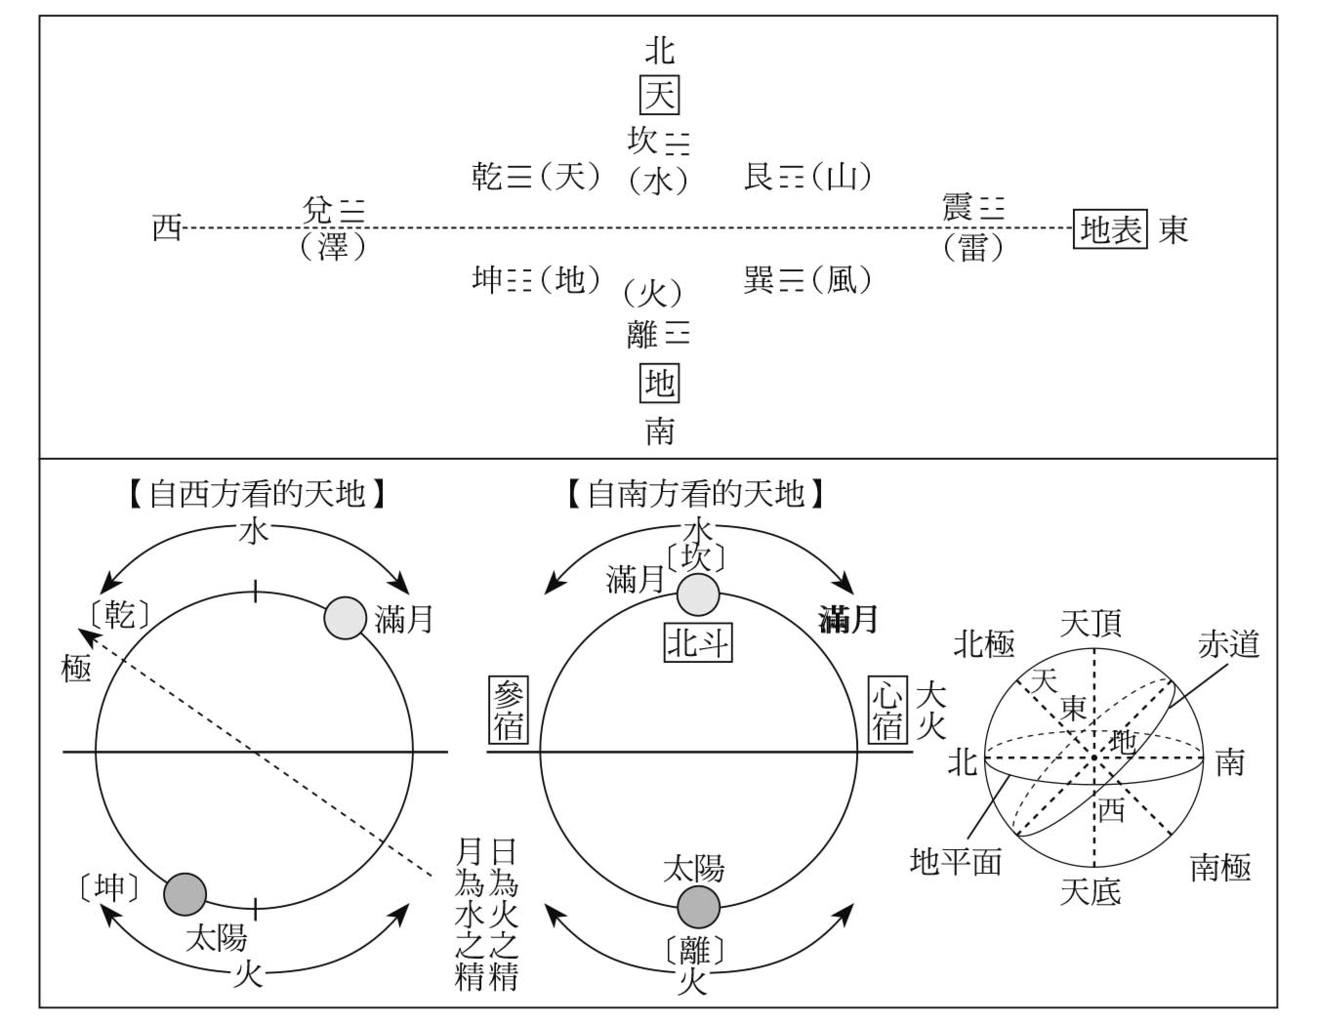 北
天
坎☵
(水)
乾☰(天)
艮☶(山)
兌☱
(澤)
震☳
(雷)
西
地表 東
坤☷(地)
巽☴(風)
(火)
離☲
地
南
【自西方看的天地】
水
〔乾〕
滿月
極
〔坤〕
太陽
火
日為火之精
月為水之精
【自南方看的天地】
水
〔坎〕
滿月
滿月
北斗
參宿
心宿
大火
太陽
〔離〕
火
天頂
北極
赤道
天
東
地
北
南
西
地平面
南極
天底